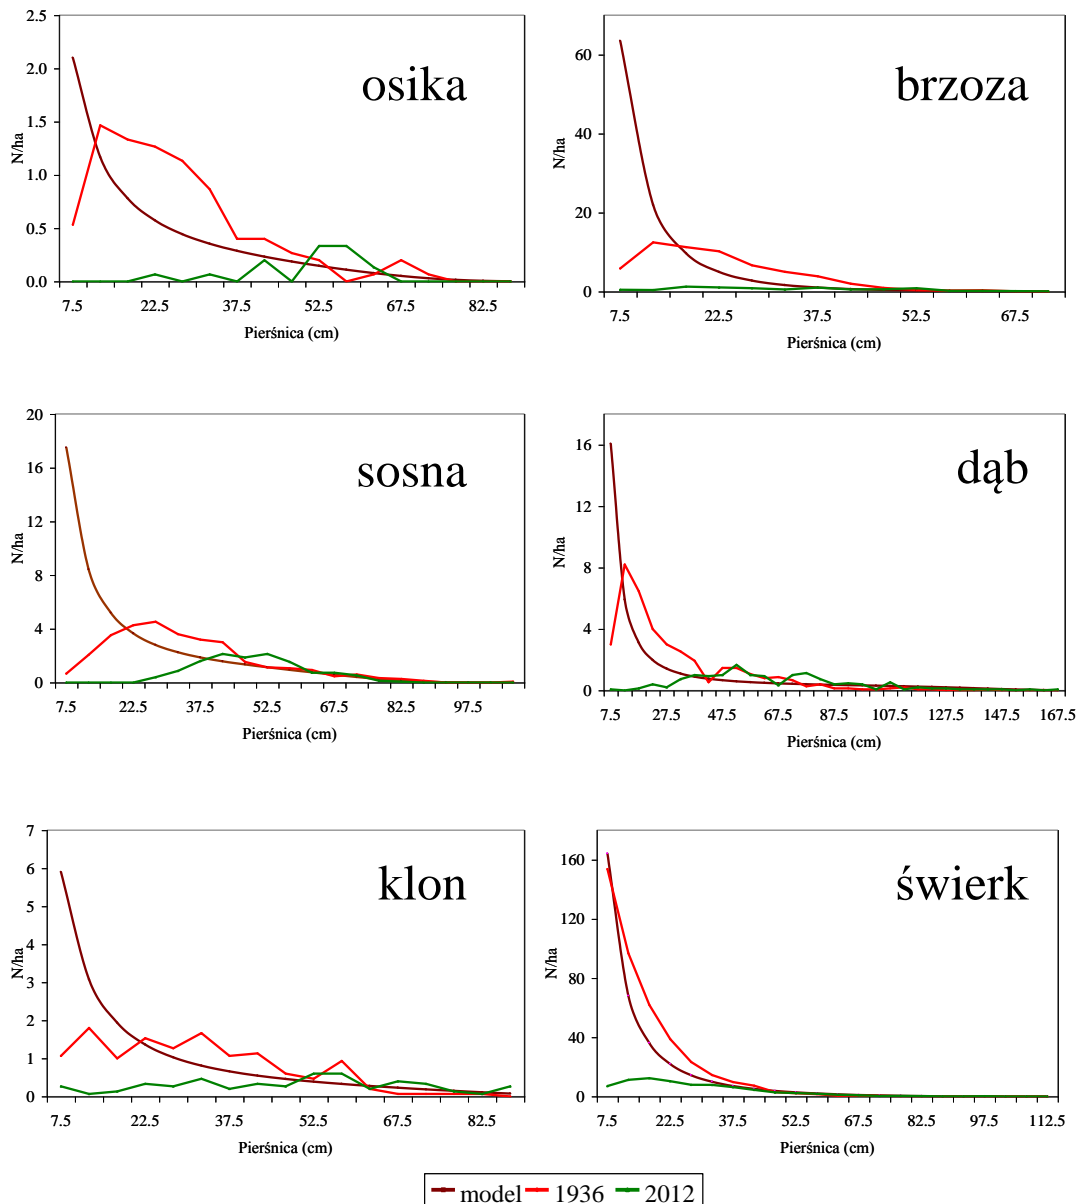 osika
N/ha
2.5
2.0
1.5
1.0
0.5
0.0
7.5 22.5 37.5 52.5 67.5 82.5
Pierśnica (cm)
brzoza
N/ha
60
40
20
0
7.5 22.5 37.5 52.5 67.5
Pierśnica (cm)
sosna
N/ha
20
16
12
8
4
0
7.5 22.5 37.5 52.5 67.5 82.5 97.5
Pierśnica (cm)
dąb
N/ha
16
12
8
4
0
7.5 27.5 47.5 67.5 87.5 107.5 127.5 147.5 167.5
Pierśnica (cm)
klon
N/ha
7
6
5
4
3
2
1
0
7.5 22.5 37.5 52.5 67.5 82.5
Pierśnica (cm)
świerk
N/ha
160
120
80
40
0
7.5 22.5 37.5 52.5 67.5 82.5 97.5 112.5
Pierśnica (cm)
model 1936 2012